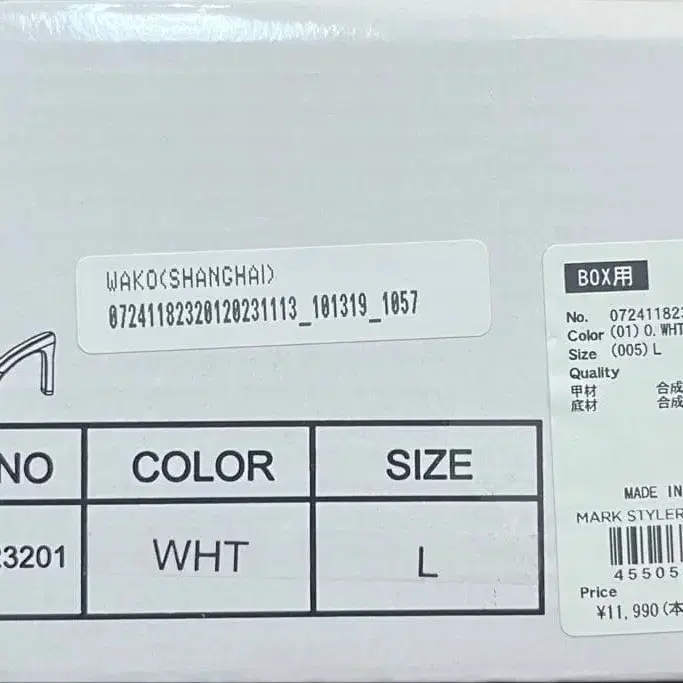 WAKO(SHANGHAI)
07241182320120231113_101319_1057
BOX用
No. 072411823
Color (01) O. WHT
Size (005) L
Quality
甲材 合成
底材 合成
MADE IN
MARK STYLER
45505
Price
¥11,990(本
NO COLOR SIZE
23201 WHT L